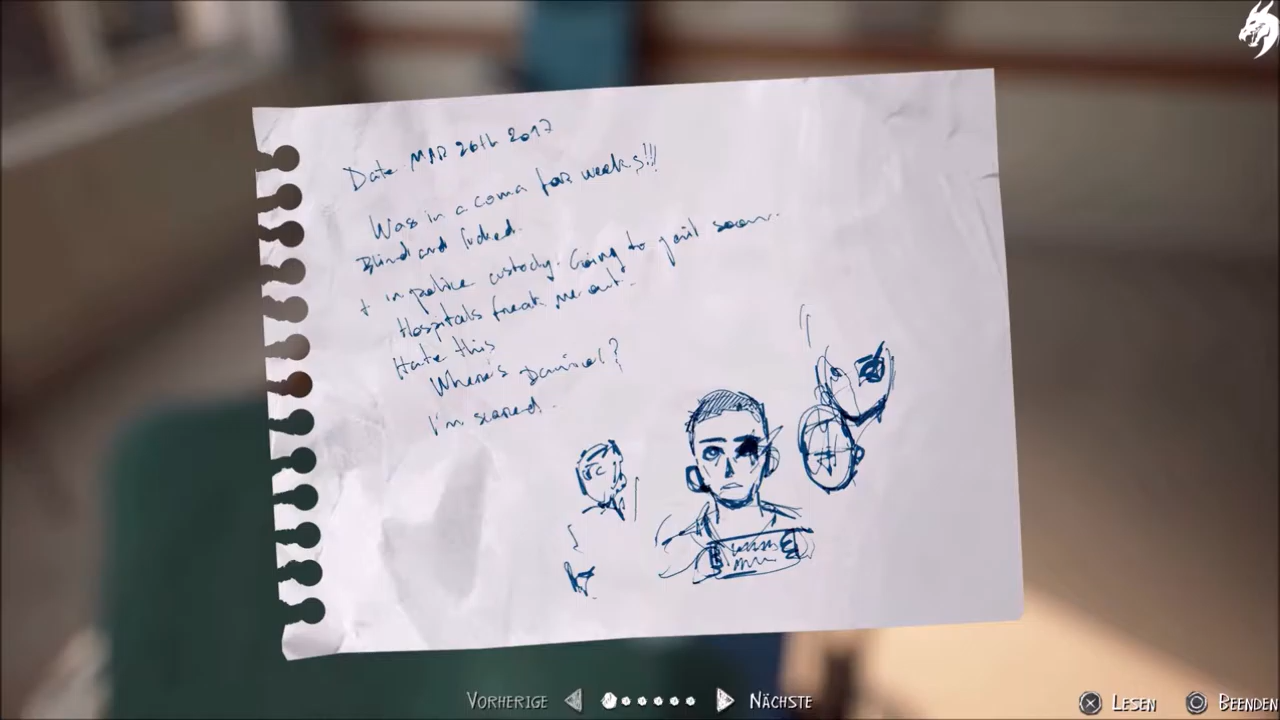 Date MAR 26th 2017
Was in a coma for weeks!!!
Blind and fucked.
+ in police custody. Going to jail soon.
Hospitals freak me out.
Hate this
Where's Daniel?
I'm scared.
VORHERIGE
NÄCHSTE
LESEN
BEENDEN